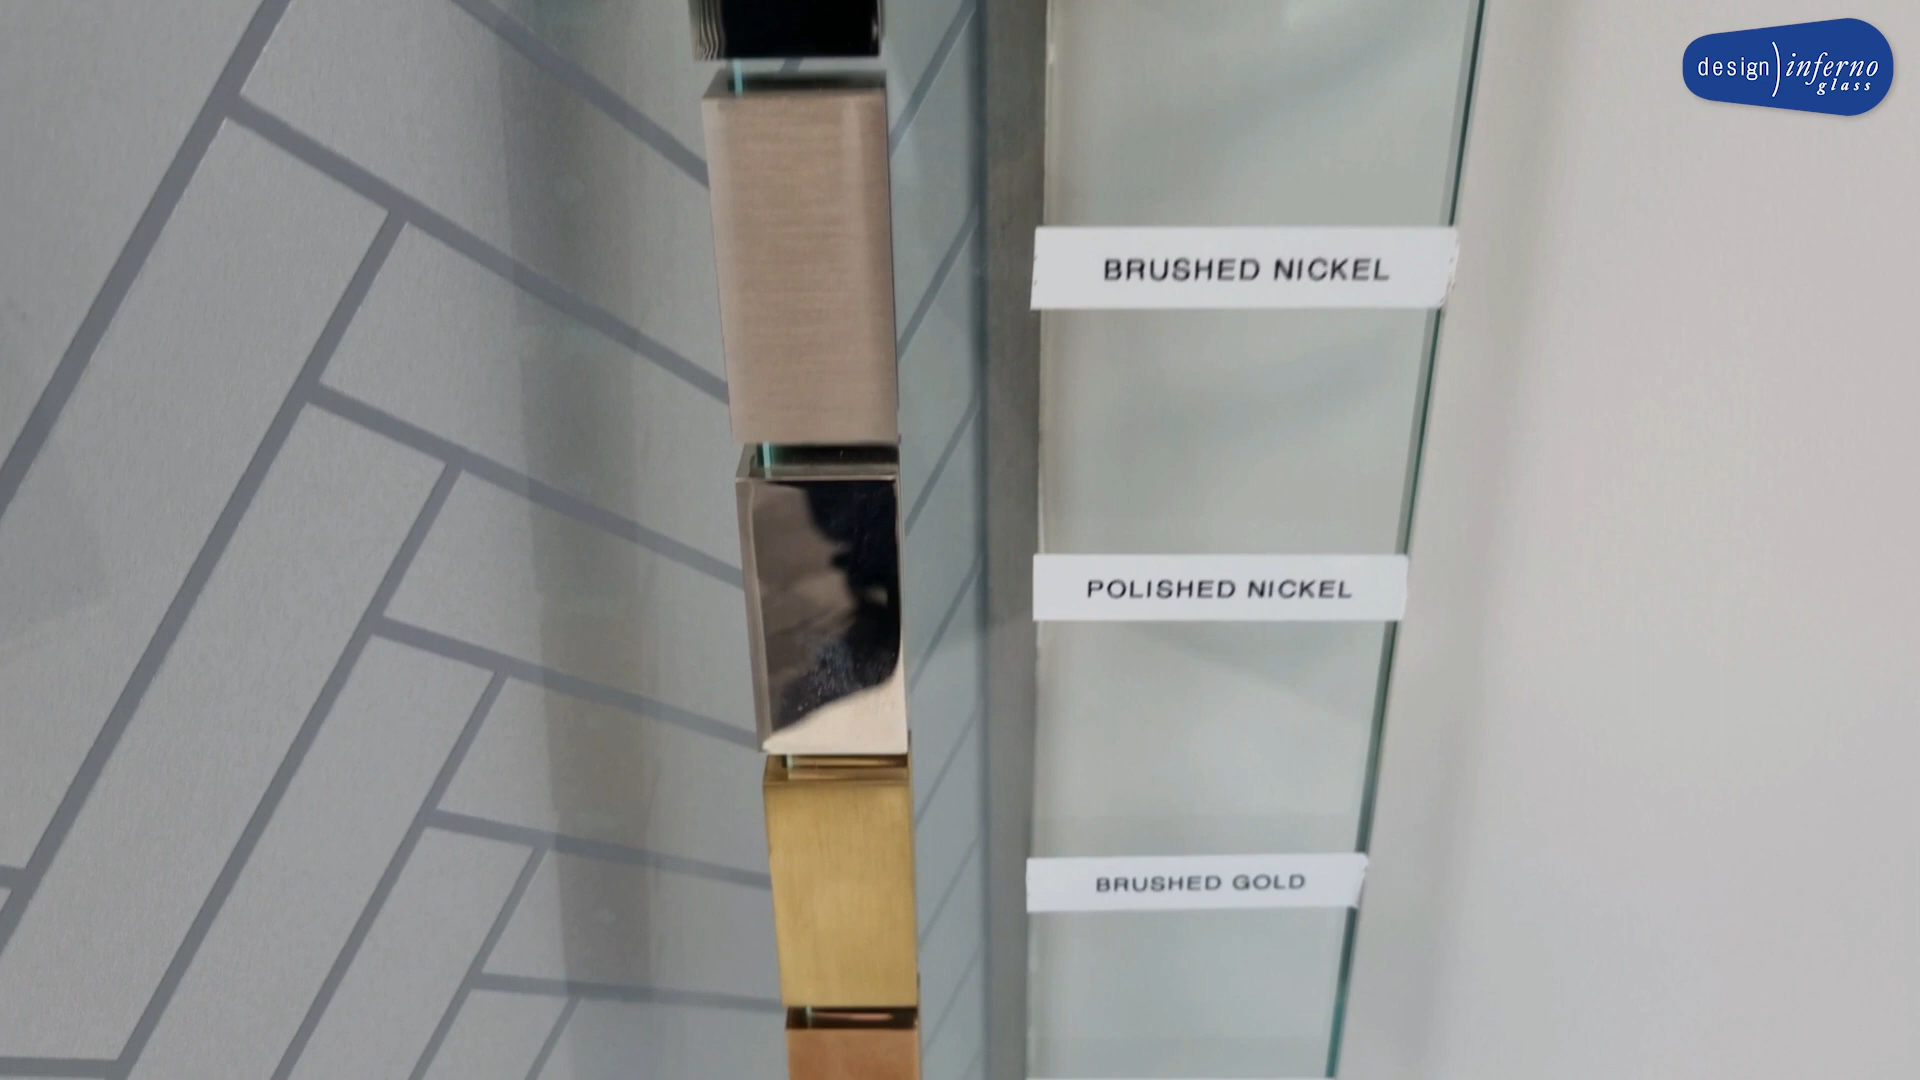 design)inferno
glass
BRUSHED NICKEL
POLISHED NICKEL
BRUSHED GOLD